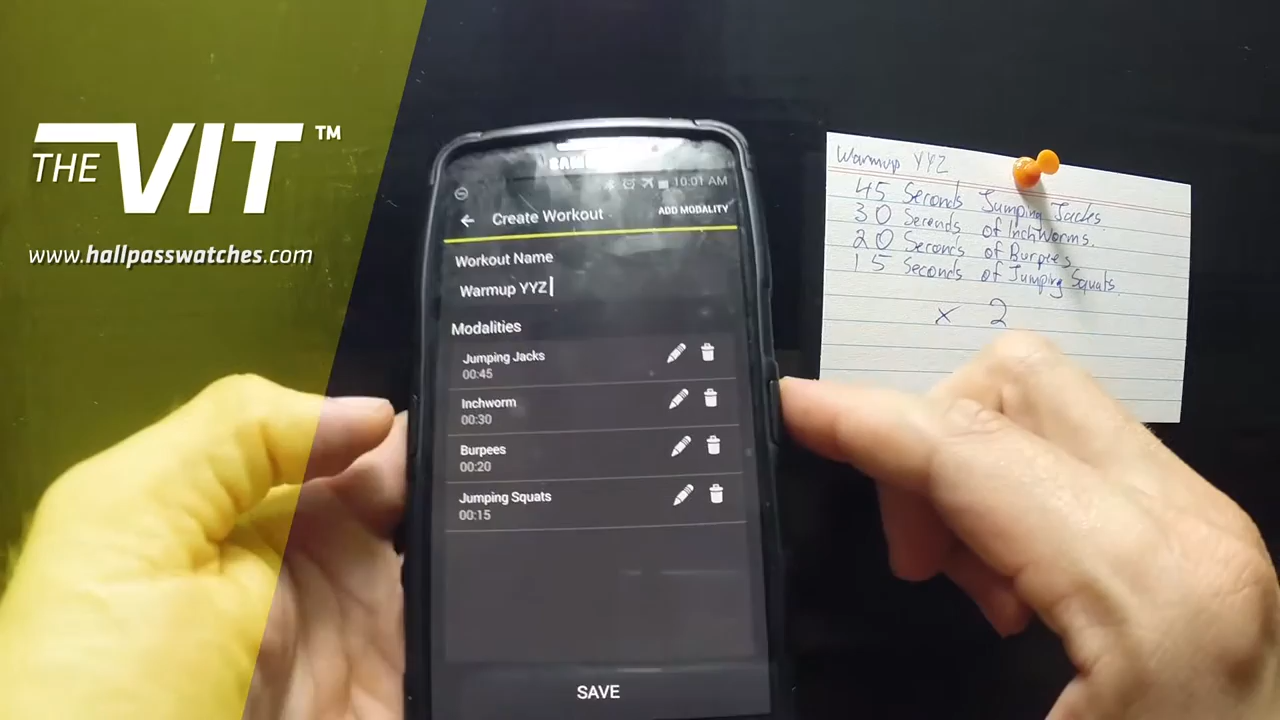 THE VIT™
www.hallpasswatches.com
10:01 AM
Create Workout
ADD MODALITY
Workout Name
Warmup YYZ
Modalities
Jumping Jacks
00:45
Inchworm
00:30
Burpees
00:20
Jumping Squats
00:15
SAVE
Warmup YYZ
45 Seconds Jumping Jacks.
30 Seconds of InchWorms.
20 Seconds of Burpees
15 Seconds of Jumping Squats.
x 2